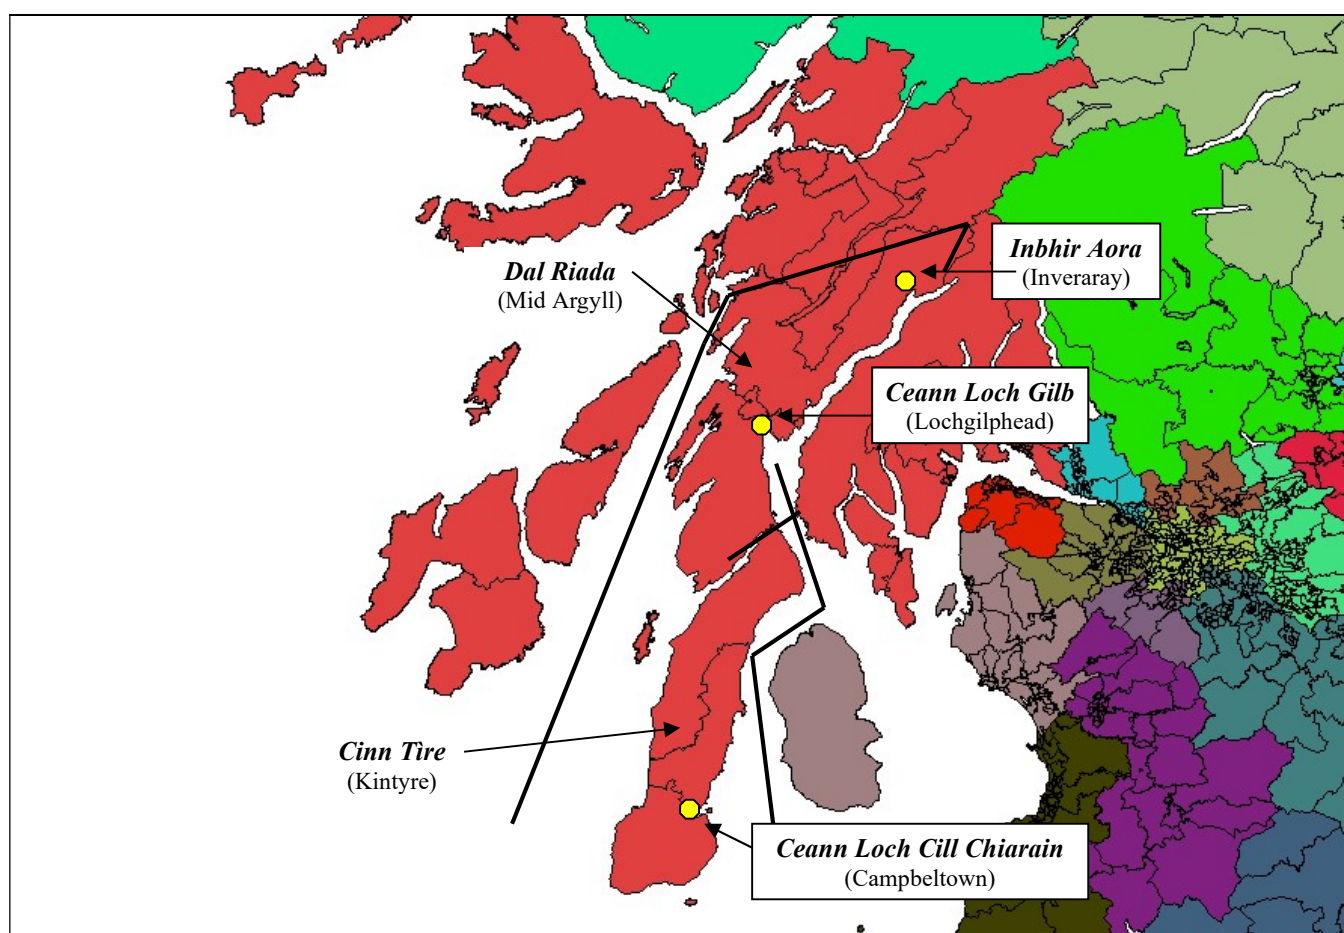 Inbhir Aora
(Inveraray)
Dal Riada
(Mid Argyll)
Ceann Loch Gilb
(Lochgilphead)
Cinn Tìre
(Kintyre)
Ceann Loch Cill Chiarain
(Campbeltown)